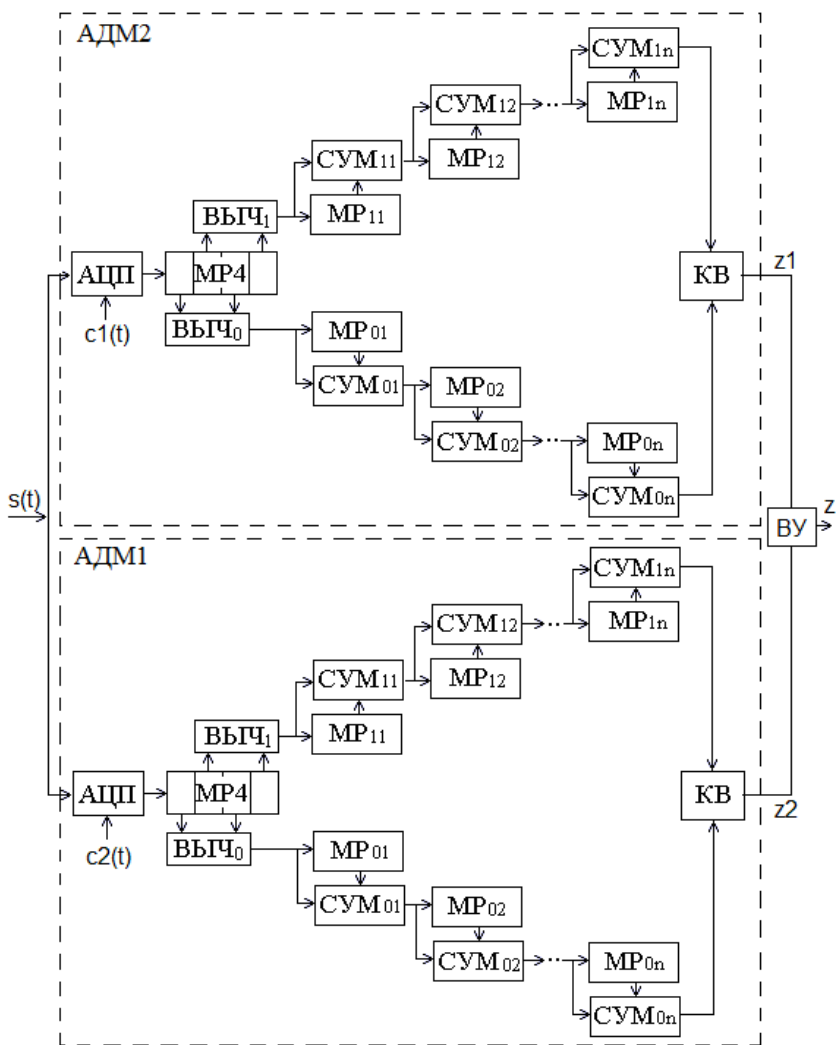 АДМ2
СУМ1n
МР1n
СУМ12
МР12
СУМ11
МР11
ВЫЧ1
АЦП
МР4
c1(t)
ВЫЧ0
МР01
СУМ01
МР02
СУМ02
МР0n
СУМ0n
КВ
z1
s(t)
ВУ
z
АДМ1
СУМ1n
МР1n
СУМ12
МР12
СУМ11
МР11
ВЫЧ1
АЦП
МР4
c2(t)
ВЫЧ0
МР01
СУМ01
МР02
СУМ02
МР0n
СУМ0n
КВ
z2